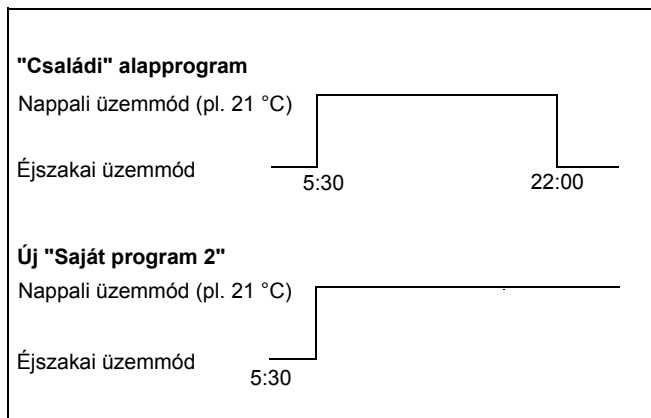 "Családi" alapprogram
Nappali üzemmód (pl. 21 °C)
Éjszakai üzemmód
5:30 22:00
Új "Saját program 2"
Nappali üzemmód (pl. 21 °C)
Éjszakai üzemmód
5:30